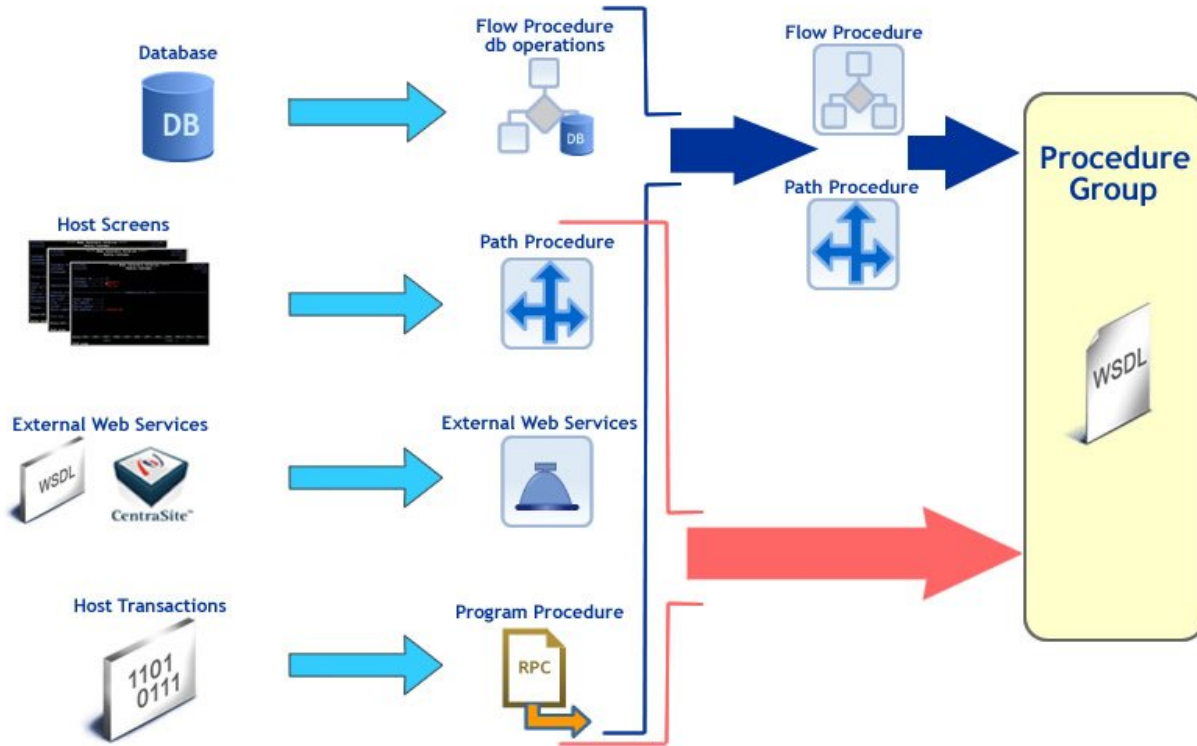 Database
DB
Flow Procedure
db operations
DB
Flow Procedure
Path Procedure
Procedure
Group
WSDL
Host Screens
Path Procedure
External Web Services
WSDL
CentraSite™
External Web Services
Host Transactions
1101
0111
Program Procedure
RPC